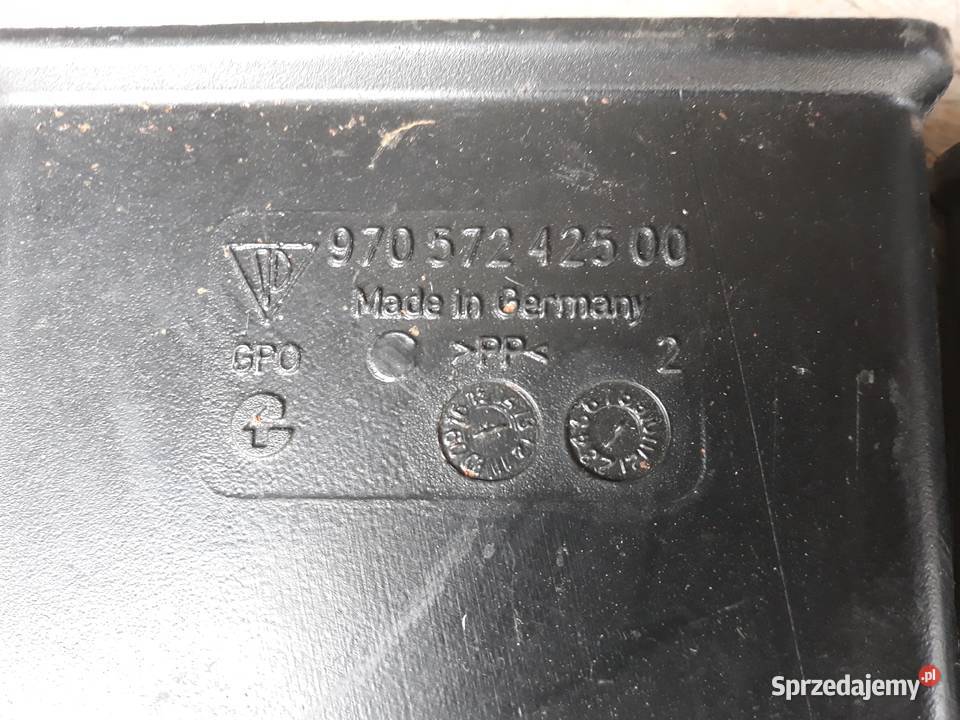 970 572 425 00
Made in Germany
GPO >PP< 2
Sprzedajemy.pl